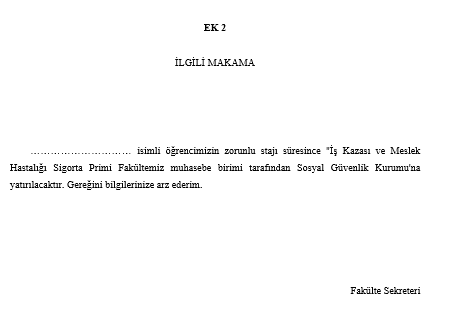 EK 2
İLGİLİ MAKAMA
………………………… isimli öğrencimizin zorunlu stajı süresince "İş Kazası ve Meslek
Hastalığı Sigorta Primi Fakültemiz muhasebe birimi tarafından Sosyal Güvenlik Kurumu'na
yatırılacaktır. Gereğini bilgilerinize arz ederim.
Fakülte Sekreteri